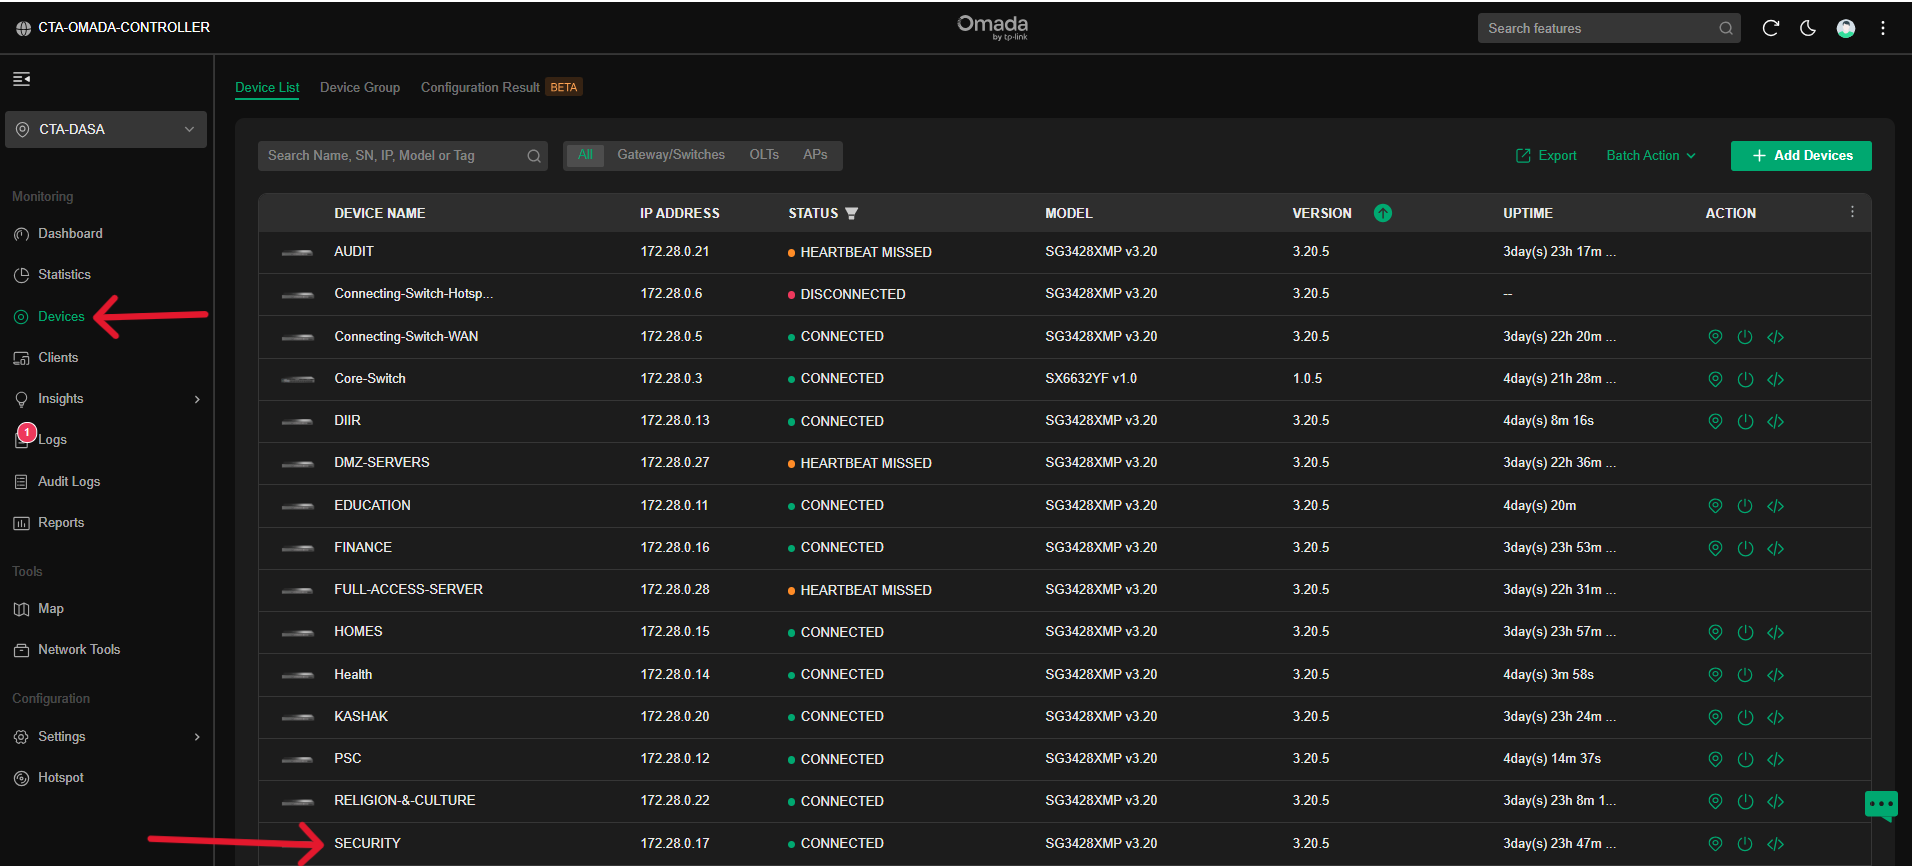 CTA-OMADA-CONTROLLER
Omada
by tp-link
Search features
CTA-DASA
Monitoring
Dashboard
Statistics
Devices
Clients
Insights
1
Logs
Audit Logs
Reports
Tools
Map
Network Tools
Configuration
Settings
Hotspot
Device List Device Group Configuration Result BETA
Search Name, SN, IP, Model or Tag All Gateway/Switches OLTs APs Export Batch Action Add Devices
DEVICE NAME IP ADDRESS STATUS MODEL VERSION UPTIME ACTION
AUDIT 172.28.0.21 HEARTBEAT MISSED SG3428XMP v3.20 3.20.5 3day(s) 23h 17m ...
Connecting-Switch-Hotsp... 172.28.0.6 DISCONNECTED SG3428XMP v3.20 3.20.5 --
Connecting-Switch-WAN 172.28.0.5 CONNECTED SG3428XMP v3.20 3.20.5 3day(s) 22h 20m ...
Core-Switch 172.28.0.3 CONNECTED SX6632YF v1.0 1.0.5 4day(s) 21h 28m ...
DIIR 172.28.0.13 CONNECTED SG3428XMP v3.20 3.20.5 4day(s) 8m 16s
DMZ-SERVERS 172.28.0.27 HEARTBEAT MISSED SG3428XMP v3.20 3.20.5 3day(s) 22h 36m ...
EDUCATION 172.28.0.11 CONNECTED SG3428XMP v3.20 3.20.5 4day(s) 20m
FINANCE 172.28.0.16 CONNECTED SG3428XMP v3.20 3.20.5 3day(s) 23h 53m ...
FULL-ACCESS-SERVER 172.28.0.28 HEARTBEAT MISSED SG3428XMP v3.20 3.20.5 3day(s) 22h 31m ...
HOMES 172.28.0.15 CONNECTED SG3428XMP v3.20 3.20.5 3day(s) 23h 57m ...
Health 172.28.0.14 CONNECTED SG3428XMP v3.20 3.20.5 4day(s) 3m 58s
KASHAK 172.28.0.20 CONNECTED SG3428XMP v3.20 3.20.5 3day(s) 23h 24m ...
PSC 172.28.0.12 CONNECTED SG3428XMP v3.20 3.20.5 4day(s) 14m 37s
RELIGION-&-CULTURE 172.28.0.22 CONNECTED SG3428XMP v3.20 3.20.5 3day(s) 23h 8m 1...
SECURITY 172.28.0.17 CONNECTED SG3428XMP v3.20 3.20.5 3day(s) 23h 47m ...